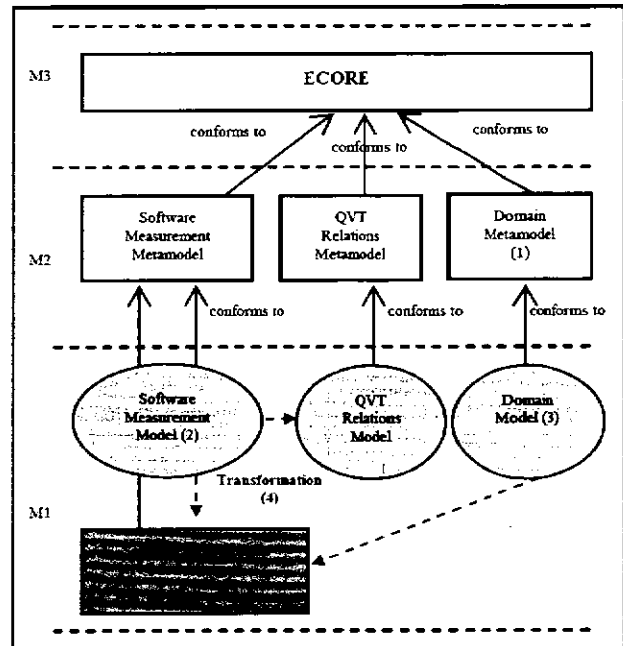 M3
ECORE
conforms to
conforms to
conforms to
M2
Software
Measurement
Metamodel
QVT
Relations
Metamodel
Domain
Metamodel
(1)
conforms to
conforms to
conforms to
M1
Software
Measurement
Model (2)
QVT
Relations
Model
Domain
Model (3)
Transformation
(4)